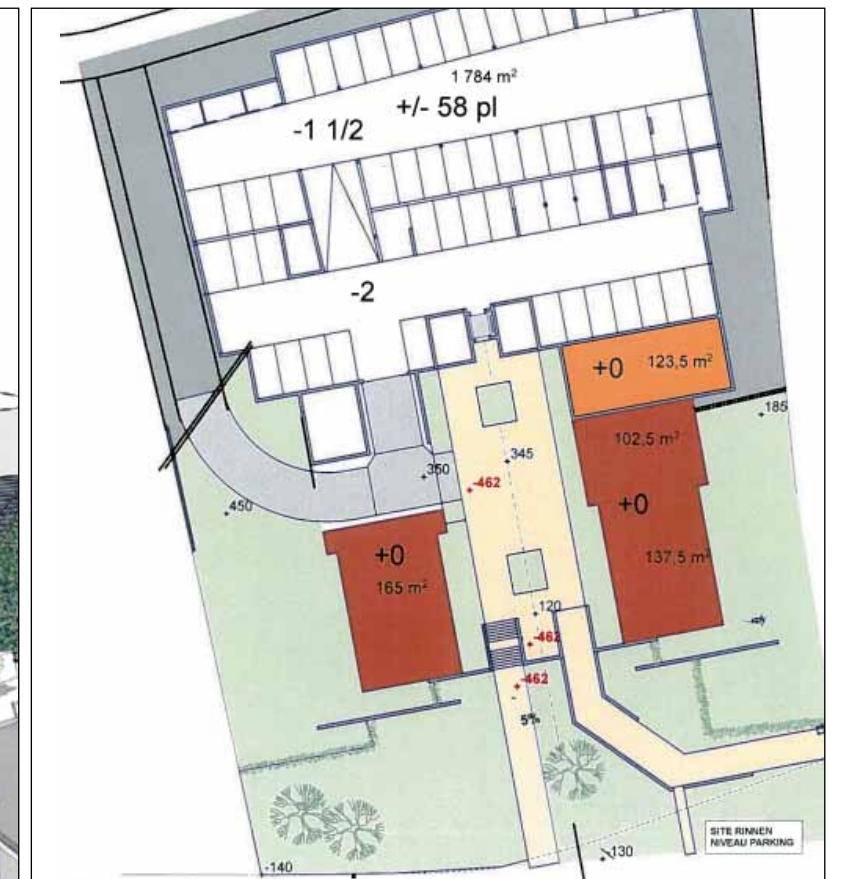 1 784 m²
+/- 58 pl
-1 1/2
-2
+0 123,5 m²
185
102,5 m²
345
350
-462
450
+0
+0
137,5 m²
165 m²
120
-462
-462
5%
SITE RINNEN
NIVEAU PARKING
-130
-140